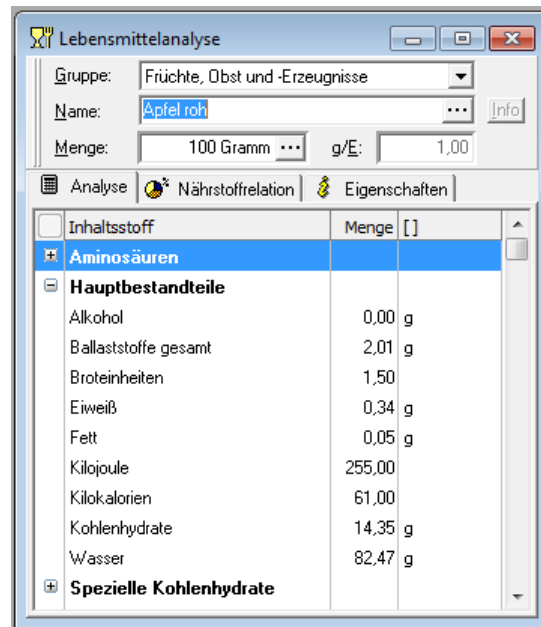 Lebensmittelanalyse
Gruppe: Früchte, Obst und -Erzeugnisse
Name: Apfel roh ... Info
Menge: 100 Gramm ... g/E: 1,00
Analyse Nährstoffrelation Eigenschaften
Inhaltsstoff Menge []
Aminosäuren
Hauptbestandteile
Alkohol 0,00 g
Ballaststoffe gesamt 2,01 g
Broteinheiten 1,50
Eiweiß 0,34 g
Fett 0,05 g
Kilojoule 255,00
Kilokalorien 61,00
Kohlenhydrate 14,35 g
Wasser 82,47 g
Spezielle Kohlenhydrate